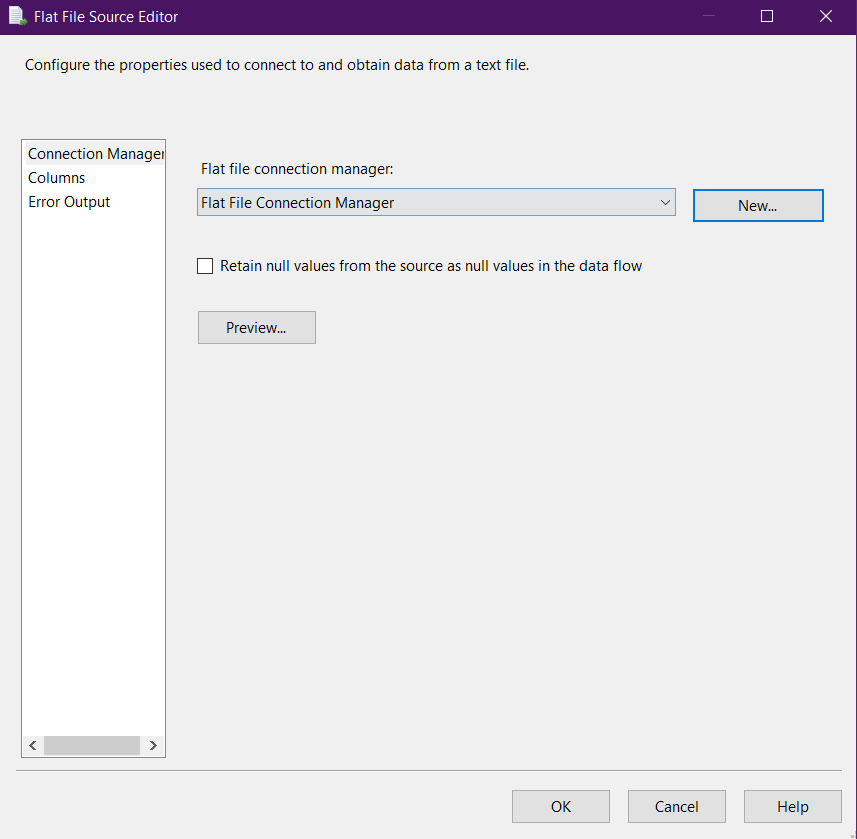 Flat File Source Editor
Configure the properties used to connect to and obtain data from a text file.
Connection Manager
Columns
Error Output
Flat file connection manager:
Flat File Connection Manager
New...
Retain null values from the source as null values in the data flow
Preview...
OK
Cancel
Help